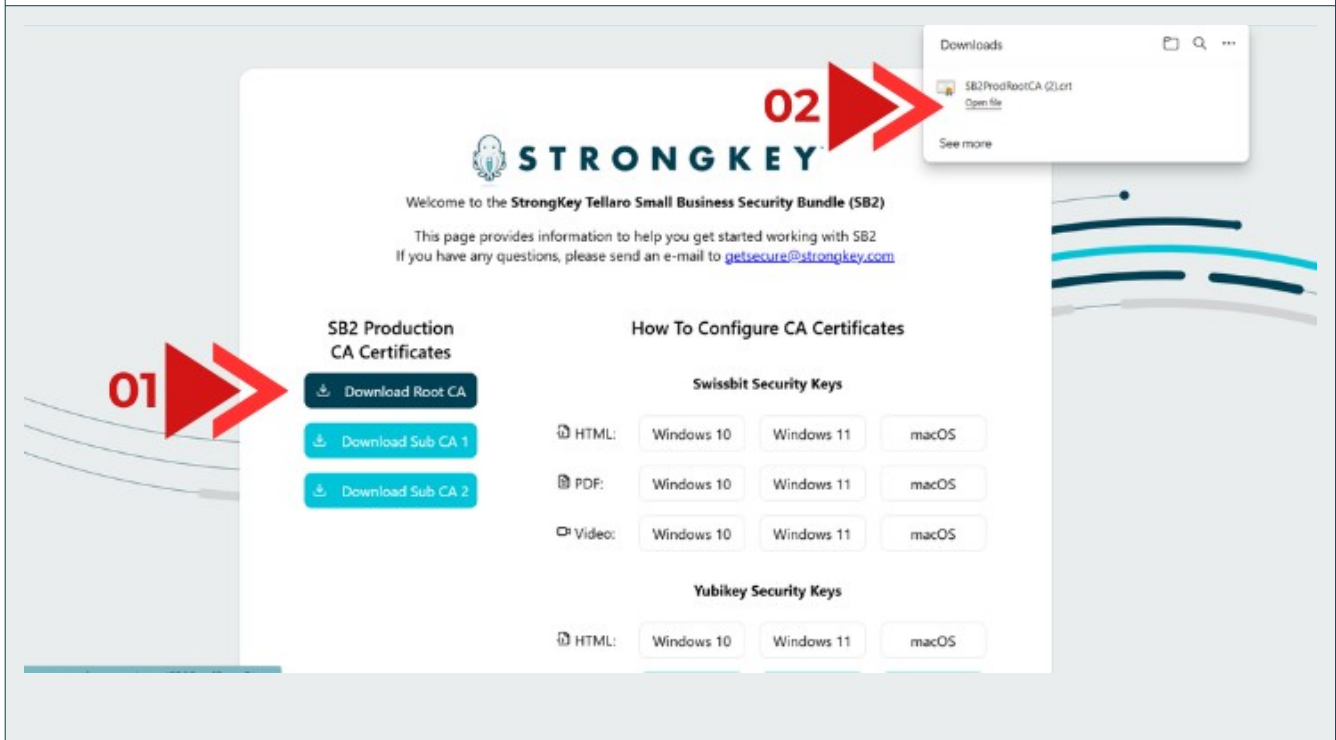 Downloads
SB2ProdRootCA (2).crt
Open file
See more
02
STRONGKEY
Welcome to the StrongKey Tellaro Small Business Security Bundle (SB2)
This page provides information to help you get started working with SB2
If you have any questions, please send an e-mail to getsecure@strongkey.com
SB2 Production
CA Certificates
01
Download Root CA
Download Sub CA 1
Download Sub CA 2
How To Configure CA Certificates
Swissbit Security Keys
HTML: Windows 10 Windows 11 macOS
PDF: Windows 10 Windows 11 macOS
Video: Windows 10 Windows 11 macOS
Yubikey Security Keys
HTML: Windows 10 Windows 11 macOS